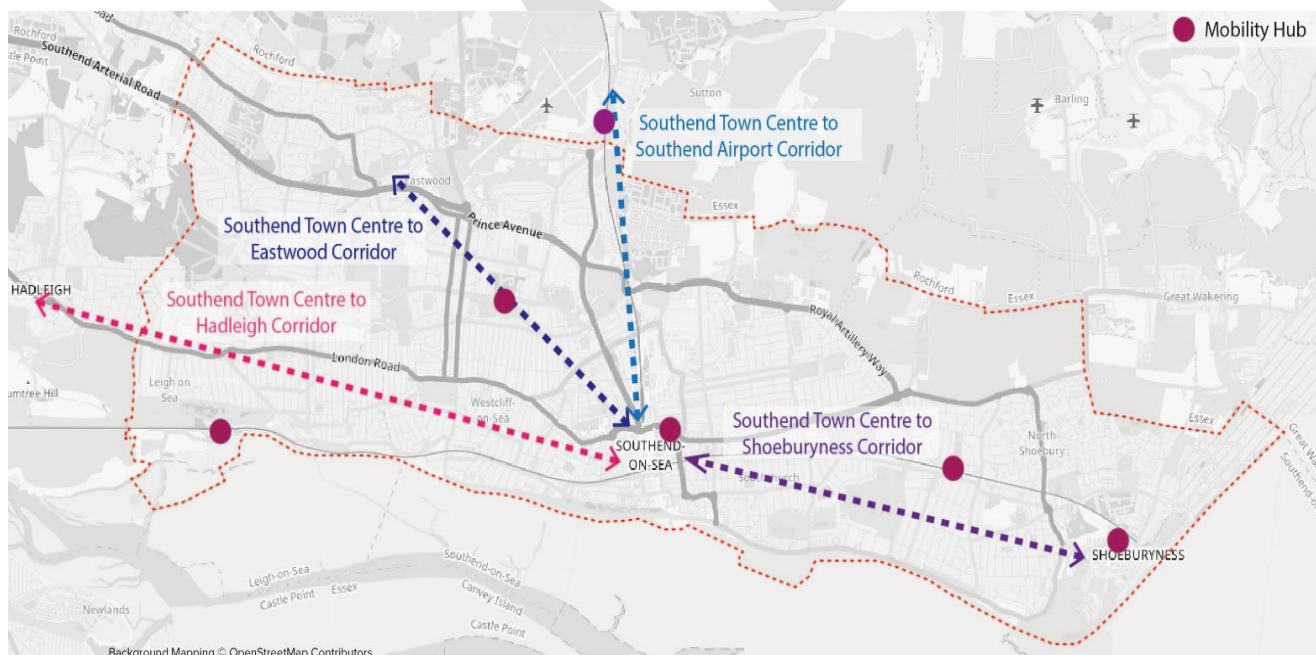 Mobility Hub
Road
Rochford
Castle Point
Southend Arterial Road
Rochford
Sutton
Barling
Southend Town Centre to
Southend Airport Corridor
Eastwood
Essex
Prince Avenue
Southend Town Centre to
Eastwood Corridor
Rochford
Essex
Great Wakering
HADLEIGH
Southend Town Centre to
Hadleigh Corridor
Royal Artillery Way
London Road
Leigh on
Sea
Westcliff-
on-Sea
Southend Town Centre to
Shoeburyness Corridor
Essex
North
Shoebury
SOUTHEND-
ON-SEA
SHOEBURYNESS
Southend-on-Sea
Leigh-on-Sea
Castle Point
Essex
Canvey Island
Castle Point
Newlands
Background Mapping © OpenStreetMap Contributors